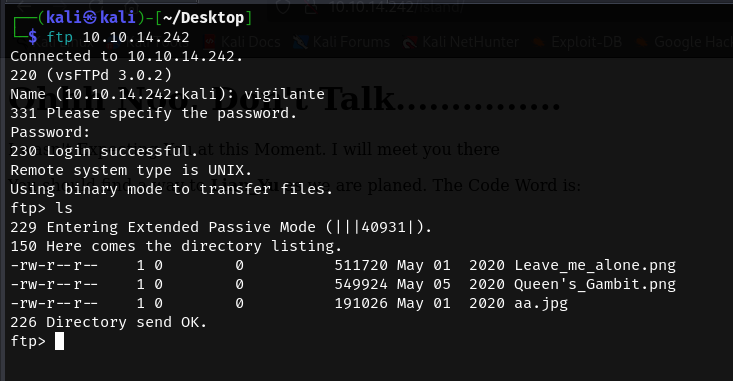 10.10.14.242/island/
Kali Docs Kali Forums Kali NetHunter Exploit-DB Google Hac
(kali㉿kali)-[~/Desktop]
$ ftp 10.10.14.242
Connected to 10.10.14.242.
220 (vsFTPd 3.0.2)
Name (10.10.14.242:kali): vigilante
331 Please specify the password.
Password:
230 Login successful.
Remote system type is UNIX.
Using binary mode to transfer files.
ftp> ls
229 Entering Extended Passive Mode (|||40931|).
150 Here comes the directory listing.
-rw-r--r-- 1 0 0 511720 May 01 2020 Leave_me_alone.png
-rw-r--r-- 1 0 0 549924 May 05 2020 Queen's_Gambit.png
-rw-r--r-- 1 0 0 191026 May 01 2020 aa.jpg
226 Directory send OK.
ftp>
Talk...............
at this Moment. I will meet you there
are planed. The Code Word is: